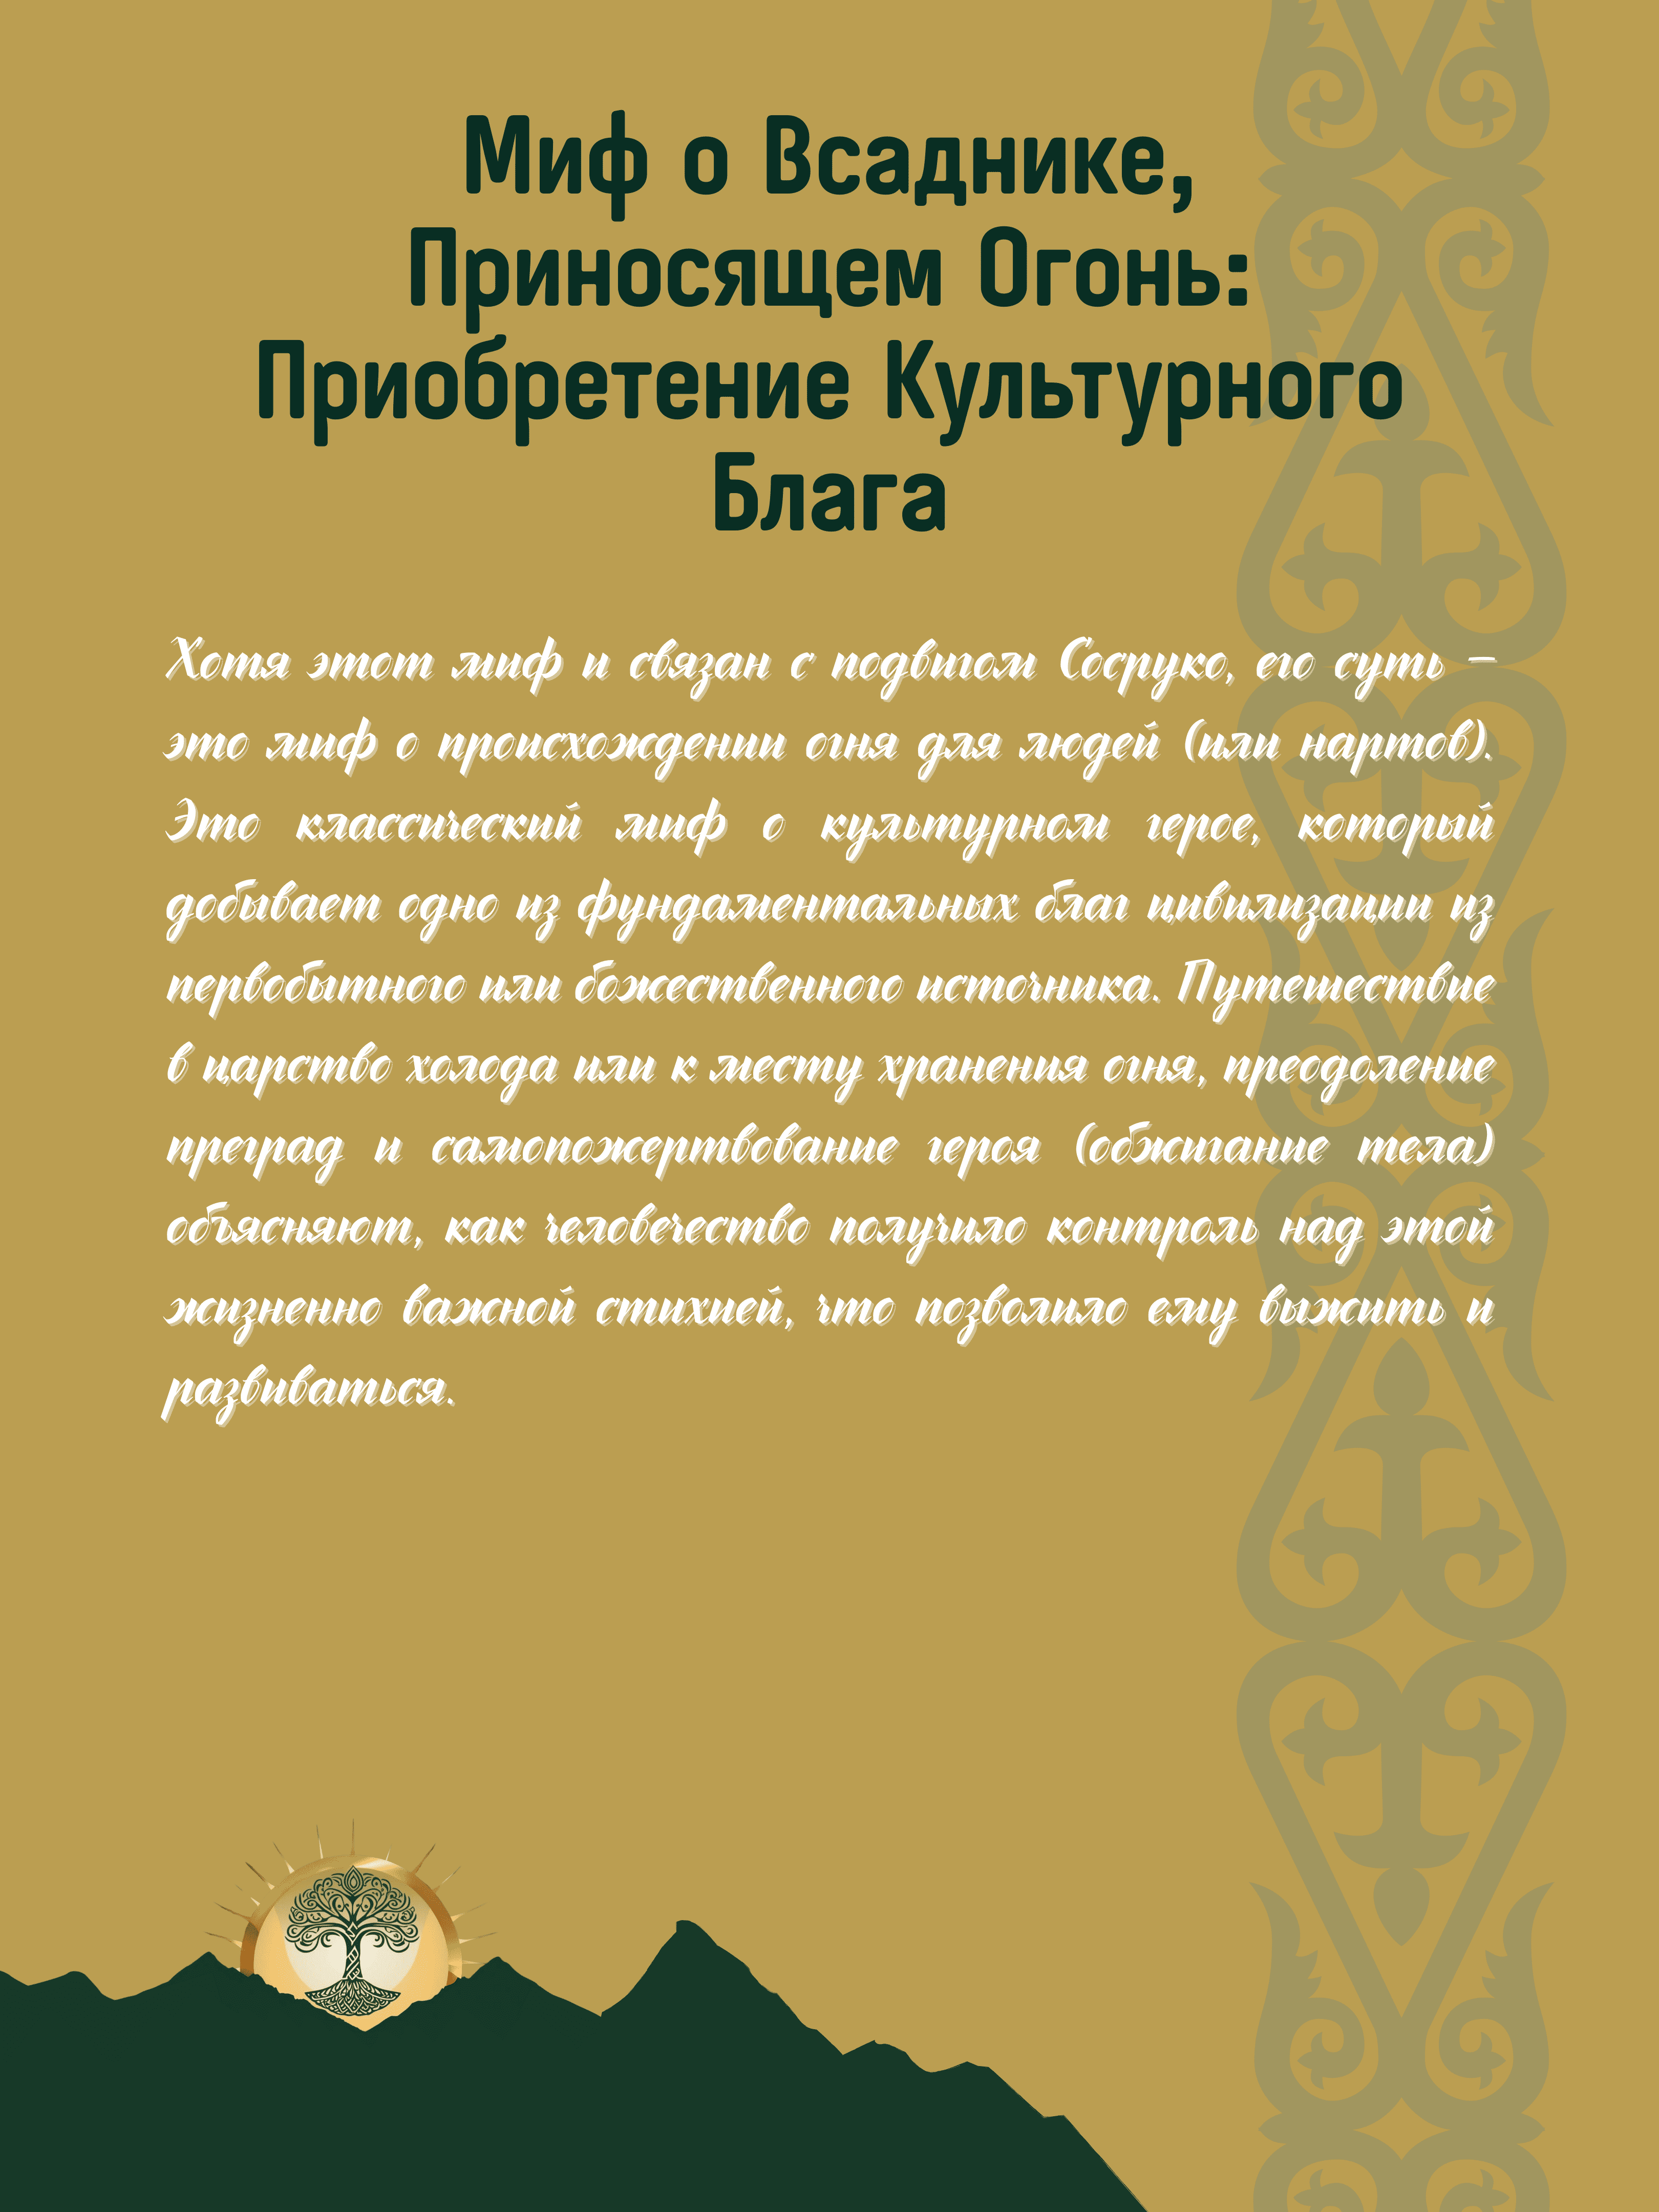 Миф о Всаднике,
Приносящем Огонь:
Приобретение Культурного
Блага
Хотя этот миф и связан с подвигом Сосруко, его суть –
это миф о происхождении огня для людей (или нартов).
Это классический миф о культурном герое, который
добывает одно из фундаментальных благ цивилизации из
первобытного или божественного источника. Путешествие
в царство холода или к месту хранения огня, преодоление
преград и самопожертвование героя (обжигание тела)
объясняют, как человечество получило контроль над этой
жизненно важной стихией, что позволило ему выжить и
развиваться.